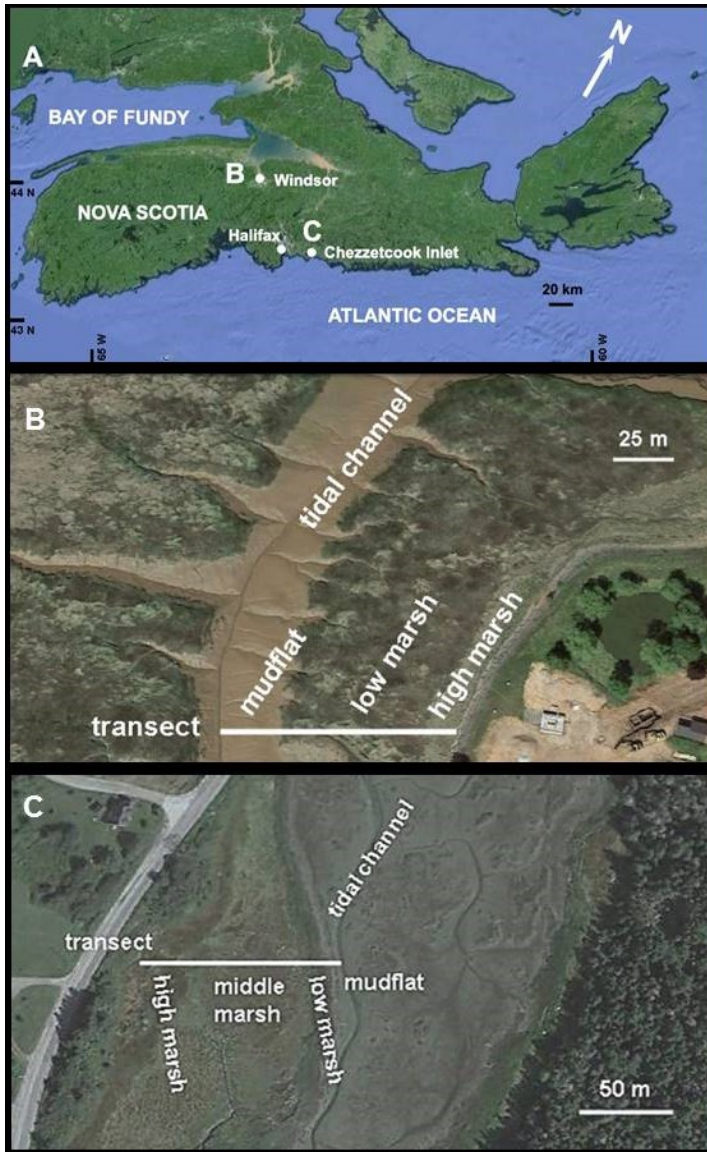 A
N
BAY OF FUNDY
B
Windsor
44 N
NOVA SCOTIA
Halifax
C
Chezzetcook Inlet
20 km
ATLANTIC OCEAN
43 N
65 W
60 W
B
25 m
tidal channel
mudflat
low marsh
high marsh
transect
C
tidal channel
transect
high marsh
middle
marsh
low marsh
mudflat
50 m